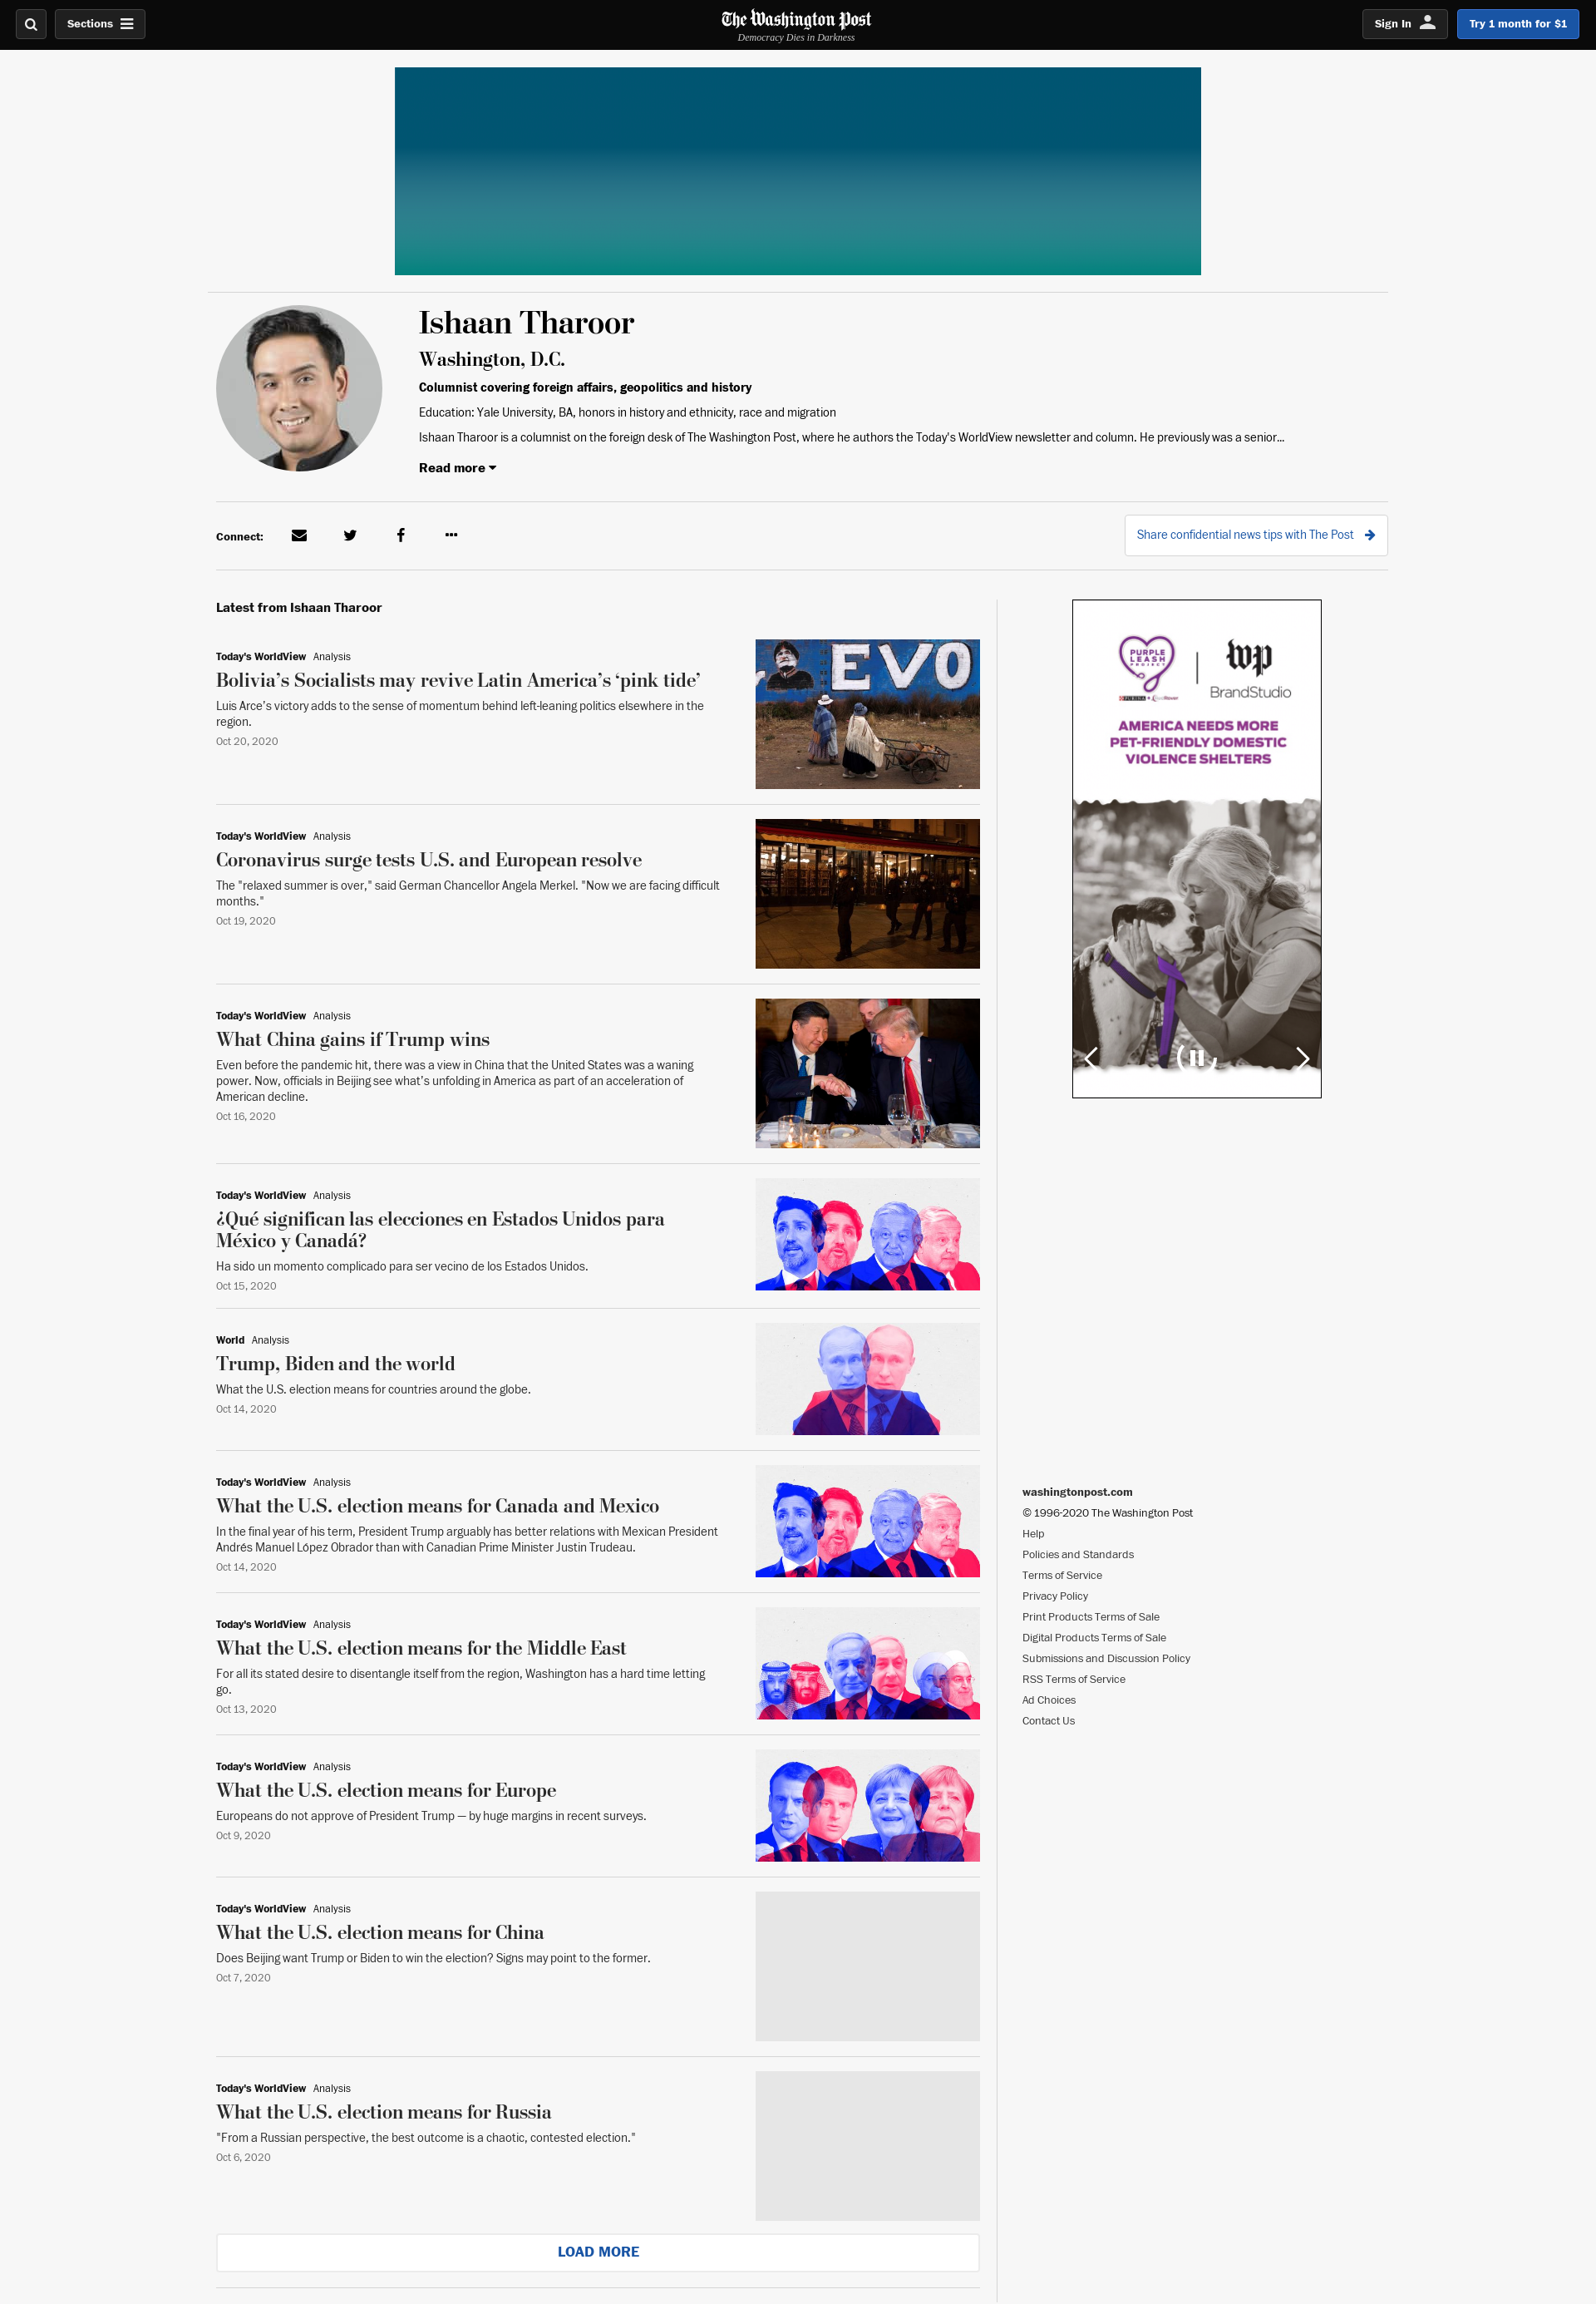 Sections
The Washington Post
Democracy Dies in Darkness
Sign In
Try 1 month for $1
Ishaan Tharoor
Washington, D.C.
Columnist covering foreign affairs, geopolitics and history
Education: Yale University, BA, honors in history and ethnicity, race and migration
Ishaan Tharoor is a columnist on the foreign desk of The Washington Post, where he authors the Today's WorldView newsletter and column. He previously was a senior...
Read more
Connect:
Share confidential news tips with The Post
Latest from Ishaan Tharoor
Today's WorldView Analysis
Bolivia’s Socialists may revive Latin America’s ‘pink tide’
Luis Arce’s victory adds to the sense of momentum behind left-leaning politics elsewhere in the
region.
Oct 20, 2020
EVO
Today's WorldView Analysis
Coronavirus surge tests U.S. and European resolve
The "relaxed summer is over," said German Chancellor Angela Merkel. "Now we are facing difficult
months."
Oct 19, 2020
Today's WorldView Analysis
What China gains if Trump wins
Even before the pandemic hit, there was a view in China that the United States was a waning
power. Now, officials in Beijing see what’s unfolding in America as part of an acceleration of
American decline.
Oct 16, 2020
Today's WorldView Analysis
¿Qué significan las elecciones en Estados Unidos para
México y Canadá?
Ha sido un momento complicado para ser vecino de los Estados Unidos.
Oct 15, 2020
World Analysis
Trump, Biden and the world
What the U.S. election means for countries around the globe.
Oct 14, 2020
Today's WorldView Analysis
What the U.S. election means for Canada and Mexico
In the final year of his term, President Trump arguably has better relations with Mexican President
Andrés Manuel López Obrador than with Canadian Prime Minister Justin Trudeau.
Oct 14, 2020
Today's WorldView Analysis
What the U.S. election means for the Middle East
For all its stated desire to disentangle itself from the region, Washington has a hard time letting
go.
Oct 13, 2020
Today's WorldView Analysis
What the U.S. election means for Europe
Europeans do not approve of President Trump — by huge margins in recent surveys.
Oct 9, 2020
Today's WorldView Analysis
What the U.S. election means for China
Does Beijing want Trump or Biden to win the election? Signs may point to the former.
Oct 7, 2020
Today's WorldView Analysis
What the U.S. election means for Russia
"From a Russian perspective, the best outcome is a chaotic, contested election."
Oct 6, 2020
LOAD MORE
PURPLE
LEASH
PROJECT
PURINA
wp
BrandStudio
AMERICA NEEDS MORE
PET-FRIENDLY DOMESTIC
VIOLENCE SHELTERS
washingtonpost.com
© 1996-2020 The Washington Post
Help
Policies and Standards
Terms of Service
Privacy Policy
Print Products Terms of Sale
Digital Products Terms of Sale
Submissions and Discussion Policy
RSS Terms of Service
Ad Choices
Contact Us